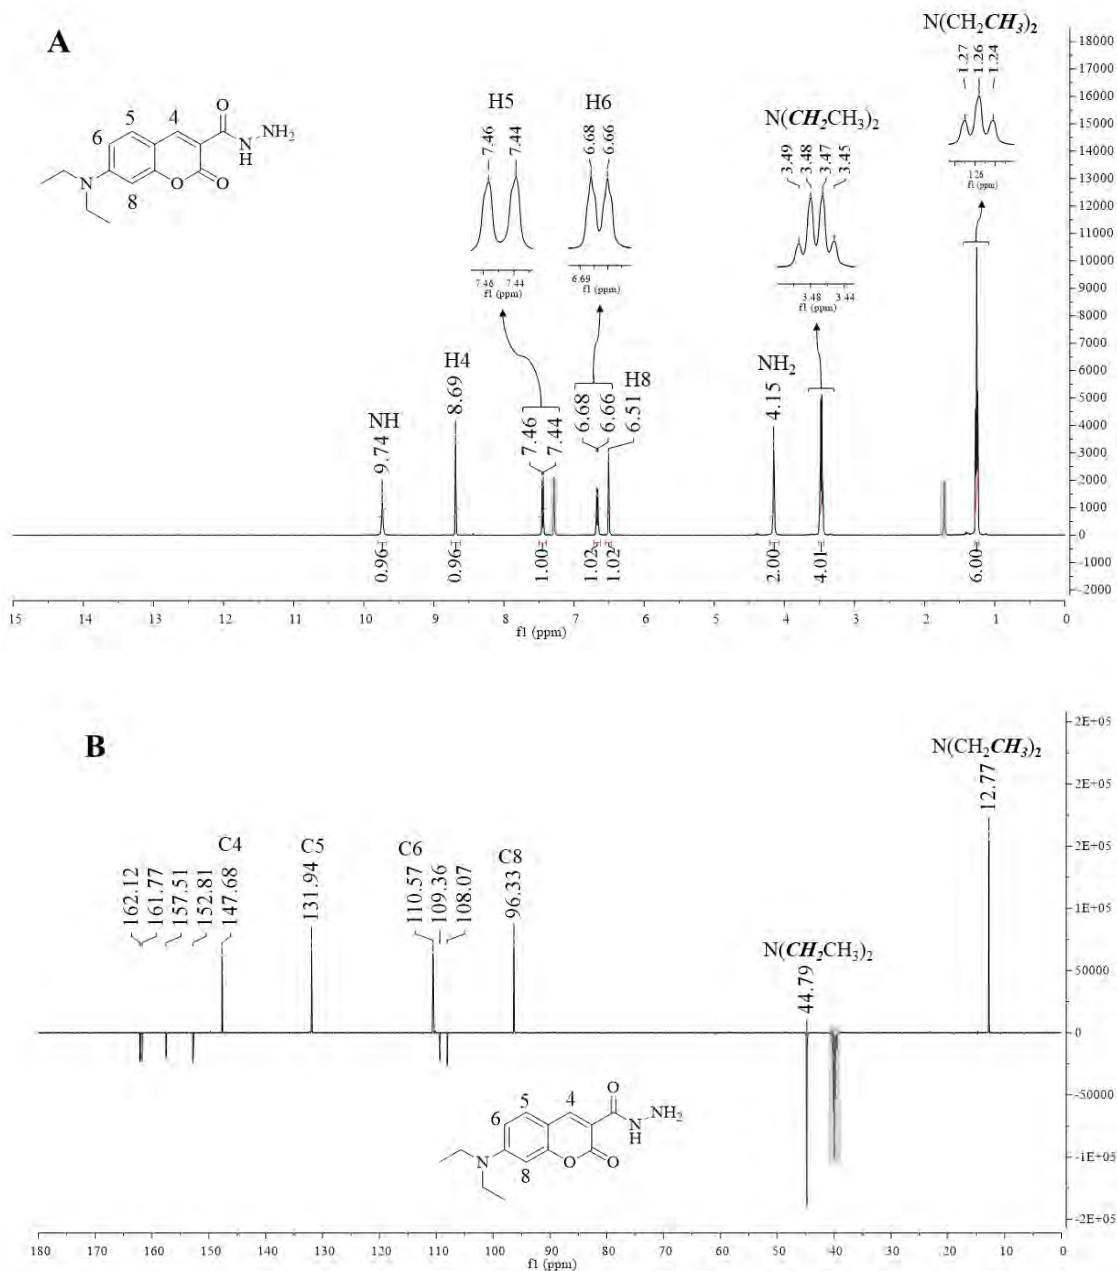 A
N(CH2CH3)2
1.27 1.26 1.24
1.26
f1 (ppm)
O
NH2
N
H
4
5
6
8
N
O
O
H5
7.46 7.44
7.46 7.44
f1 (ppm)
H6
6.68 6.66
6.69
f1 (ppm)
N(CH2CH3)2
3.49 3.48 3.47 3.45
3.48 3.44
f1 (ppm)
NH
9.74
H4
8.69
7.46
7.44
6.68
6.66
H8
6.51
NH2
4.15
18000
17000
16000
15000
14000
13000
12000
11000
10000
9000
8000
7000
6000
5000
4000
3000
2000
1000
0
-1000
-2000
0.96 0.96 1.00 1.02 1.02 2.00 4.01 6.00
15 14 13 12 11 10 9 8 7 6 5 4 3 2 1 0
f1 (ppm)
B
N(CH2CH3)2
12.77
C4
C5
C6
C8
162.12
161.77
157.51
152.81
147.68
131.94
110.57
109.36
108.07
96.33
N(CH2CH3)2
44.79
2E+05
2E+05
2E+05
1E+05
50000
0
-50000
-1E+05
-2E+05
O
NH2
N
H
4
5
6
8
N
O
O
180 170 160 150 140 130 120 110 100 90 80 70 60 50 40 30 20 10 0
f1 (ppm)